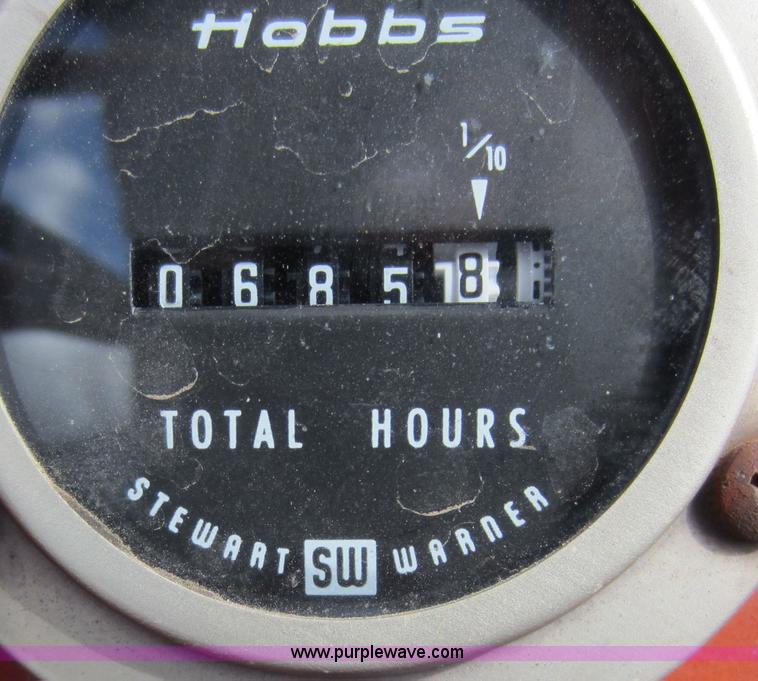 Hobbs
1/10
0 6 8 5 8
TOTAL HOURS
STEWART SW WARNER
www.purplewave.com